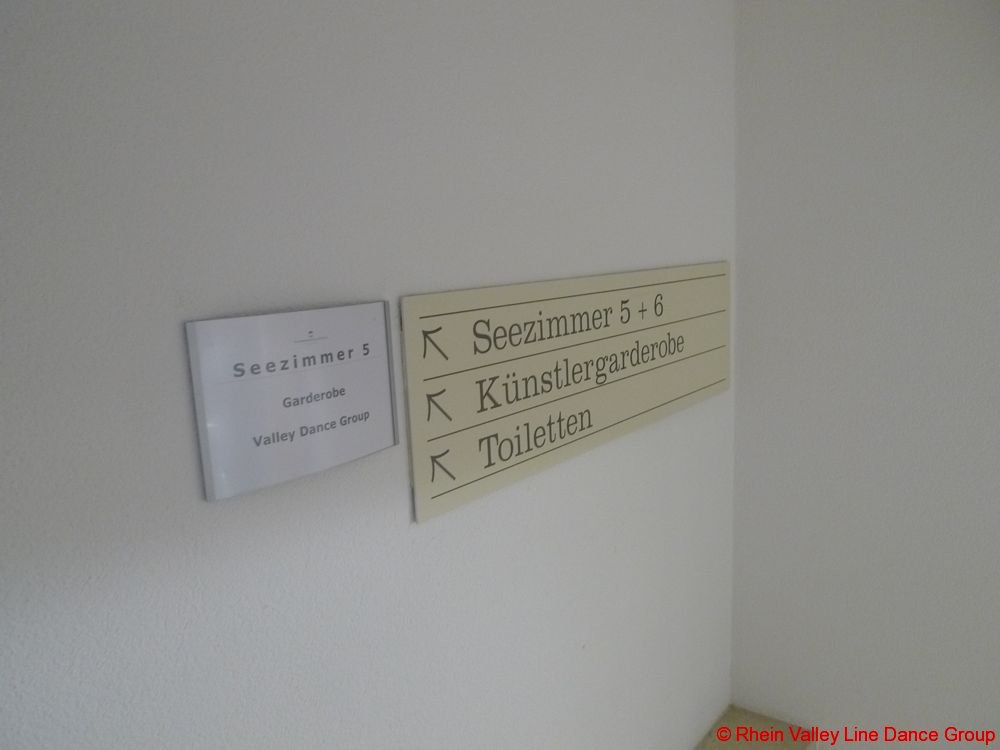 Seezimmer 5
Garderobe
Valley Dance Group
Seezimmer 5 + 6
Künstlergarderobe
Toiletten
© Rhein Valley Line Dance Group